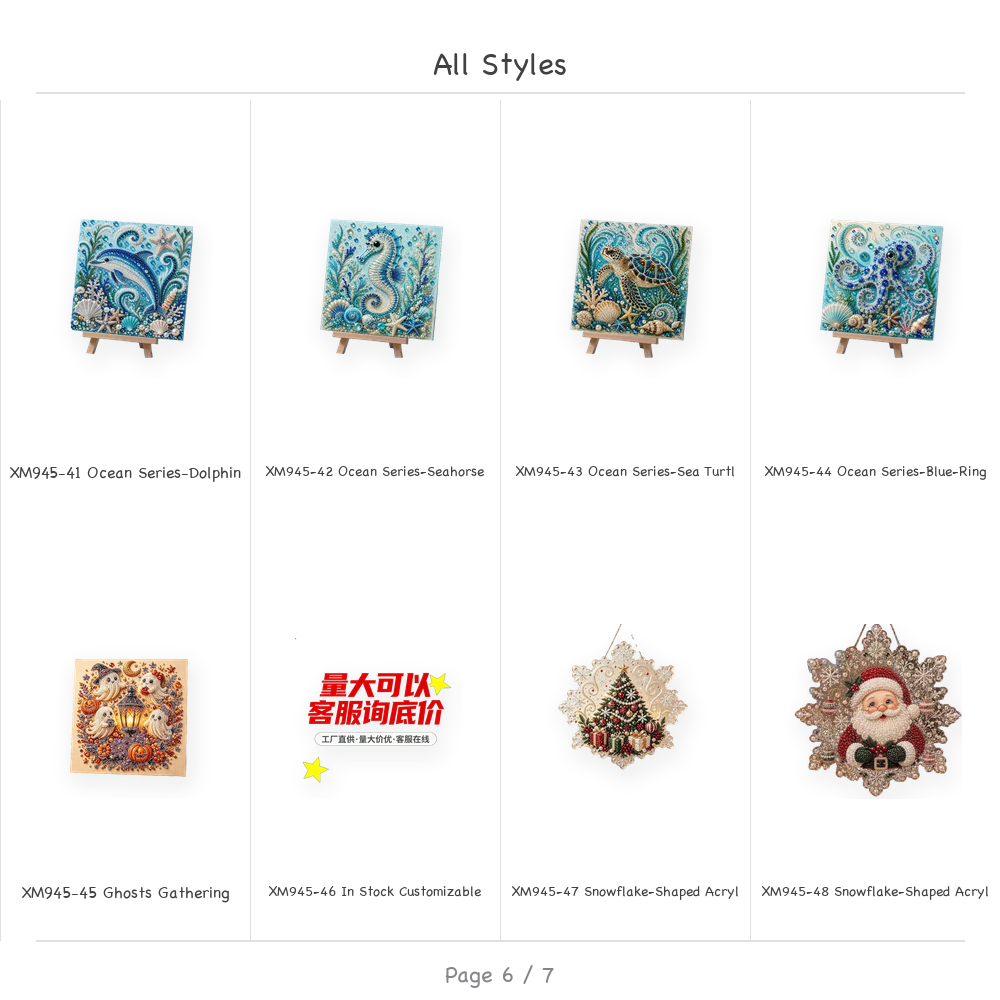 All Styles
XM945-41 Ocean Series-Dolphin
XM945-42 Ocean Series-Seahorse
XM945-43 Ocean Series-Sea Turtl
XM945-44 Ocean Series-Blue-Ring
量大可以
客服询底价
工厂直供·量大价优·客服在线
XM945-45 Ghosts Gathering
XM945-46 In Stock Customizable
XM945-47 Snowflake-Shaped Acryl
XM945-48 Snowflake-Shaped Acryl
Page 6 / 7